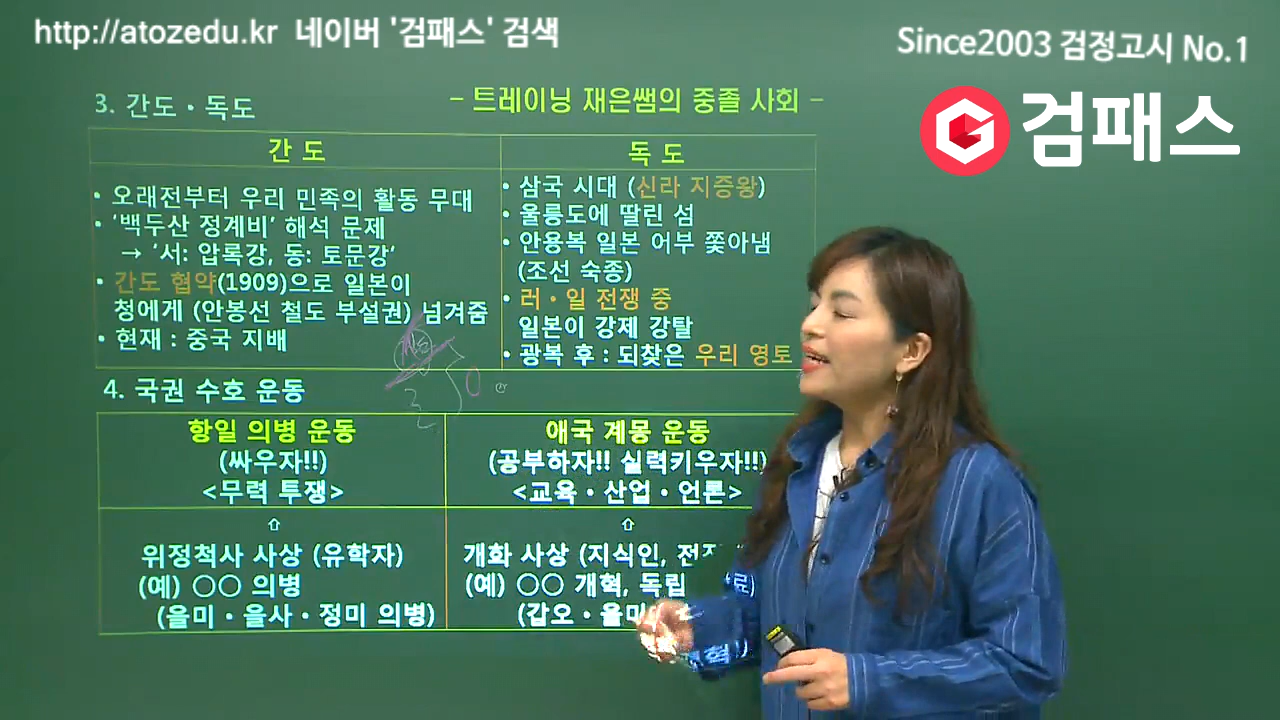 http://atozedu.kr 네이버 '검패스' 검색
Since2003 검정고시 No.1
검패스
3. 간도·독도
- 트레이닝 재은쌤의 중졸 사회 -
간 도
• 오래전부터 우리 민족의 활동 무대
• '백두산 정계비' 해석 문제
→ '서: 압록강, 동: 토문강'
• 간도 협약(1909)으로 일본이
청에게 (안봉선 철도 부설권) 넘겨줌
• 현재 : 중국 지배
독 도
• 삼국 시대 (신라 지증왕)
• 울릉도에 딸린 섬
• 안용복 일본 어부 쫓아냄
(조선 숙종)
• 러·일 전쟁 중
일본이 강제 강탈
• 광복 후 : 되찾은 우리 영토
4. 국권 수호 운동
항일 의병 운동
(싸우자!!)
<무력 투쟁>
⇧
위정척사 사상 (유학자)
(예) ○○ 의병
(을미·을사·정미 의병)
애국 계몽 운동
(공부하자!! 실력키우자!!)
<교육·산업·언론>
⇧
개화 사상 (지식인,
(예) ○○ 개혁, 독립
(갑오·을미